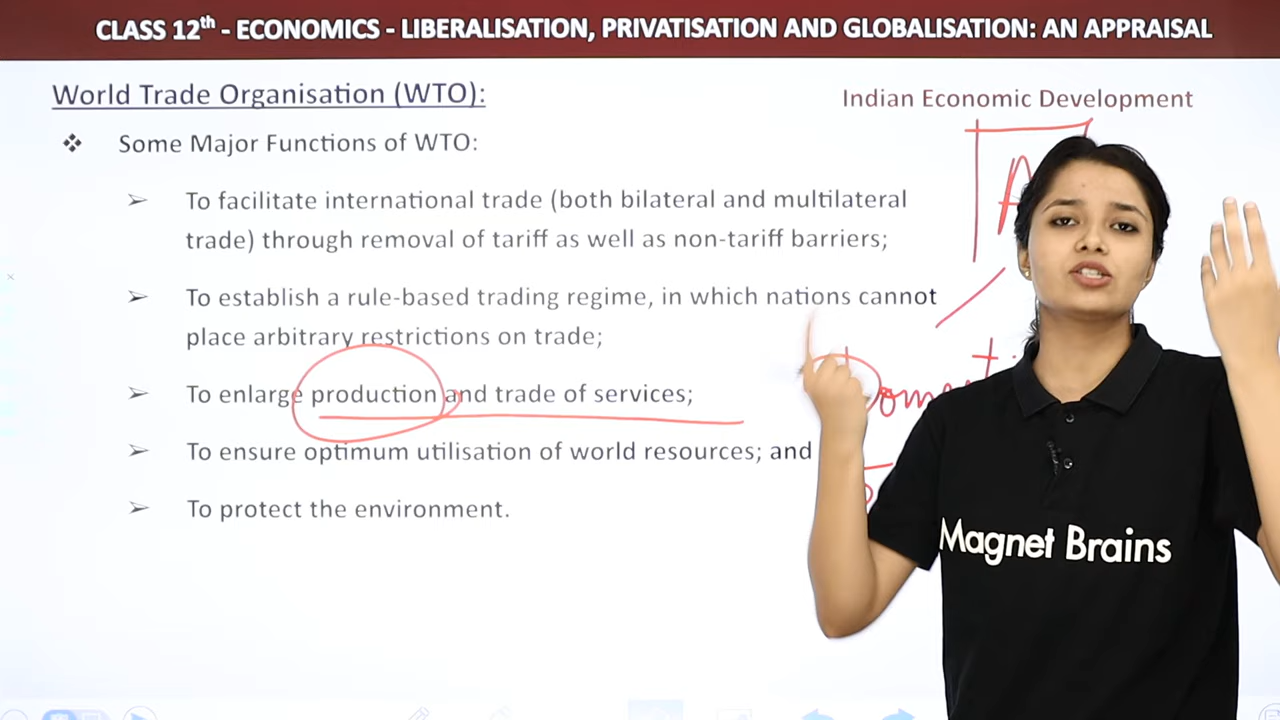 CLASS 12th - ECONOMICS - LIBERALISATION, PRIVATISATION AND GLOBALISATION: AN APPRAISAL
World Trade Organisation (WTO):
Indian Economic Development
❖ Some Major Functions of WTO:
➢ To facilitate international trade (both bilateral and multilateral
trade) through removal of tariff as well as non-tariff barriers;
➢ To establish a rule-based trading regime, in which nations cannot
place arbitrary restrictions on trade;
➢ To enlarge production and trade of services;
➢ To ensure optimum utilisation of world resources; and
➢ To protect the environment.
Magnet Brains